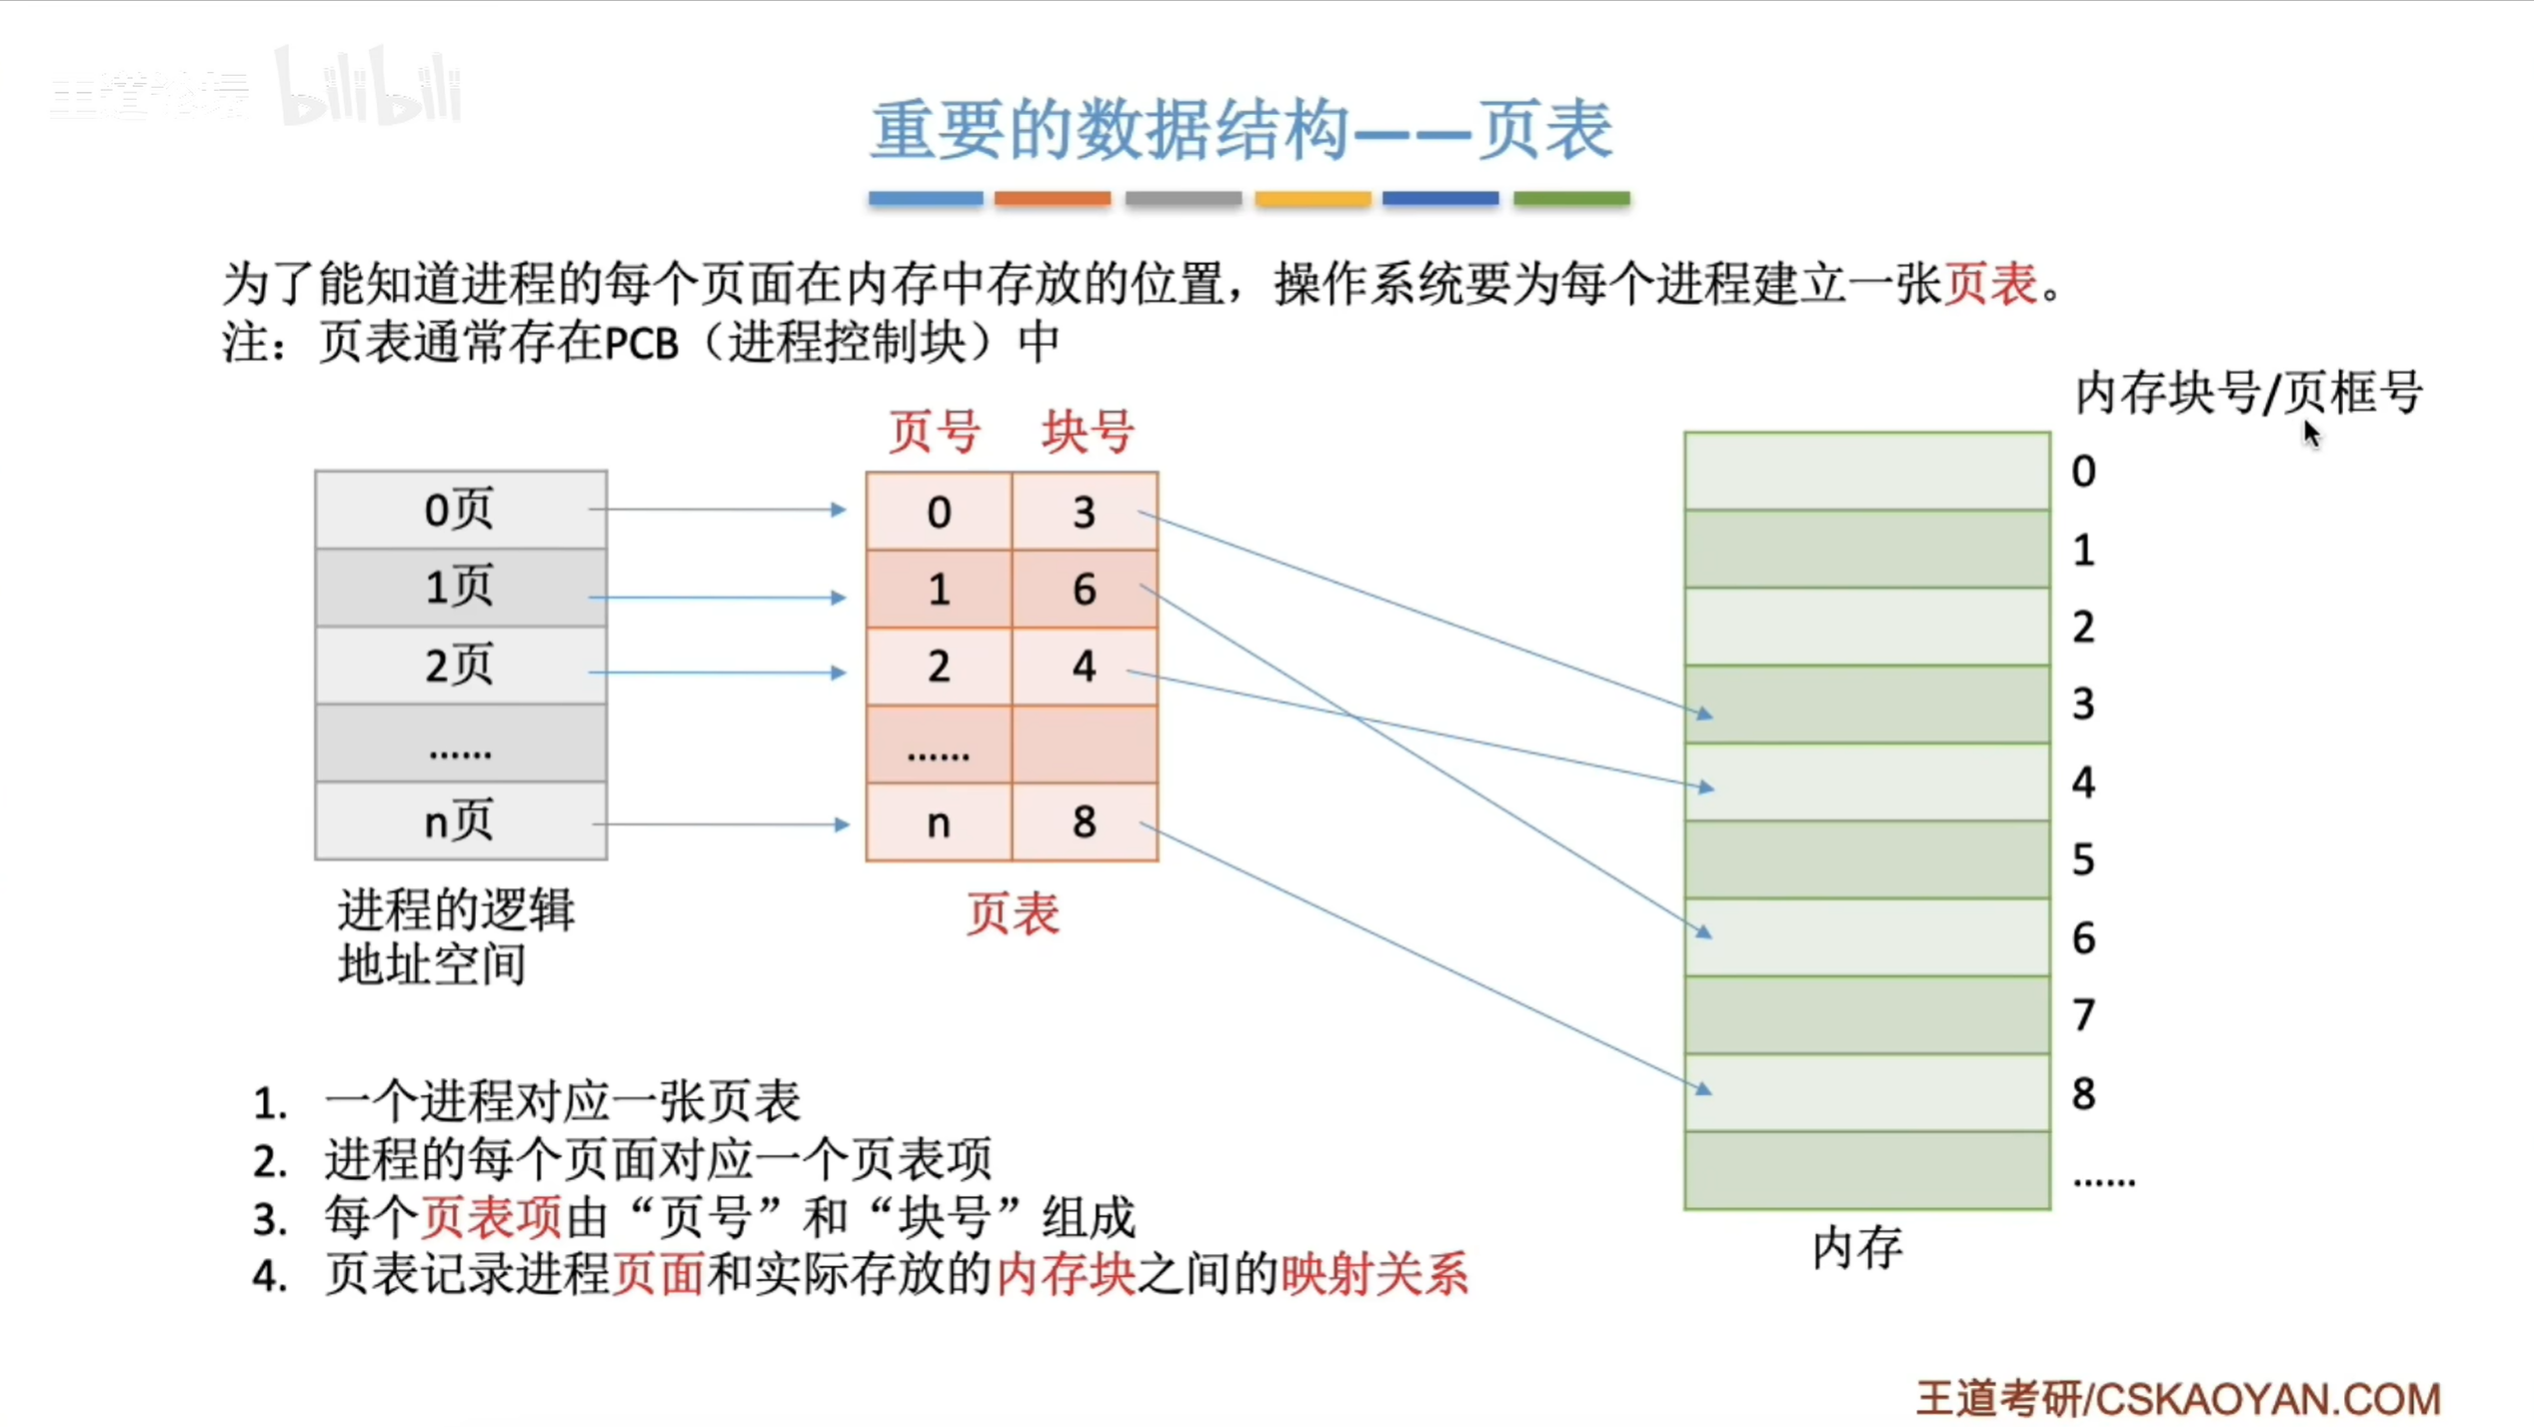 王道论坛 bilibili
重要的数据结构——页表
为了能知道进程的每个页面在内存中存放的位置，操作系统要为每个进程建立一张页表。
注：页表通常存在PCB（进程控制块）中
内存块号/页框号
页号 块号
0页
1页
2页
……
n页
0 3
1 6
2 4
……
n 8
0
1
2
3
4
5
6
7
8
……
进程的逻辑
地址空间
页表
内存
1. 一个进程对应一张页表
2. 进程的每个页面对应一个页表项
3. 每个页表项由“页号”和“块号”组成
4. 页表记录进程页面和实际存放的内存块之间的映射关系
王道考研/CSKAOYAN.COM